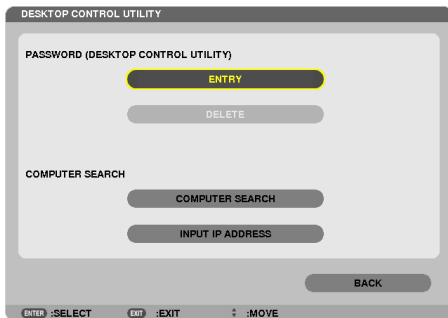 DESKTOP CONTROL UTILITY
PASSWORD (DESKTOP CONTROL UTILITY)
ENTRY
DELETE
COMPUTER SEARCH
COMPUTER SEARCH
INPUT IP ADDRESS
BACK
ENTER :SELECT EXIT :EXIT :MOVE